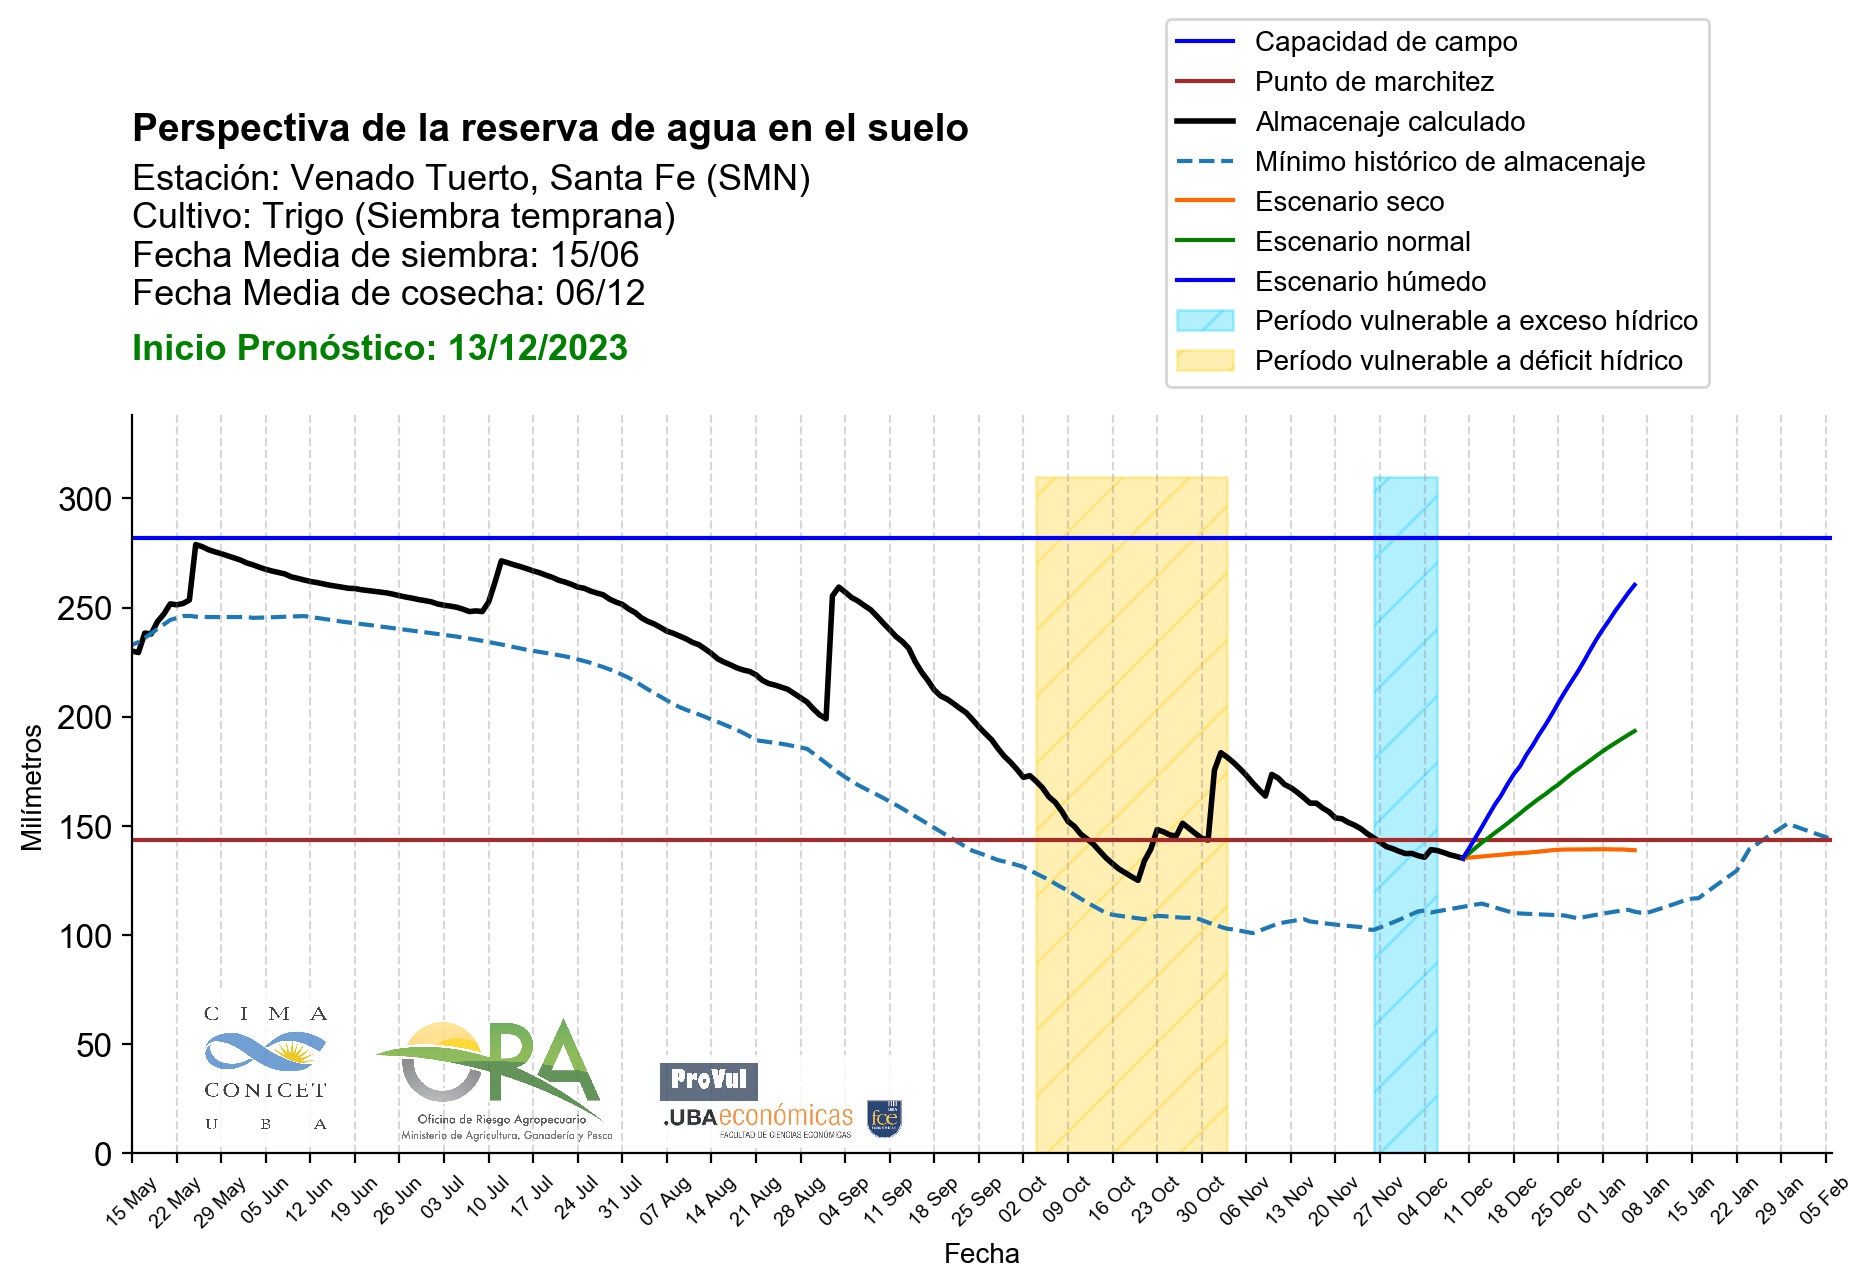 Capacidad de campo
Punto de marchitez
Almacenaje calculado
Mínimo histórico de almacenaje
Escenario seco
Escenario normal
Escenario húmedo
Período vulnerable a exceso hídrico
Período vulnerable a déficit hídrico
Perspectiva de la reserva de agua en el suelo
Estación: Venado Tuerto, Santa Fe (SMN)
Cultivo: Trigo (Siembra temprana)
Fecha Media de siembra: 15/06
Fecha Media de cosecha: 06/12
Inicio Pronóstico: 13/12/2023
Milímetros
300
250
200
150
100
50
0
C I M A
CONICET
U B A
ORA
Oficina de Riesgo Agropecuario
Ministerio de Agricultura, Ganadería y Pesca
ProVul
.UBAeconómicas
FACULTAD DE CIENCIAS ECONÓMICAS
UBA
fce
ECONÓMICAS
15 May
22 May
29 May
05 Jun
12 Jun
19 Jun
26 Jun
03 Jul
10 Jul
17 Jul
24 Jul
31 Jul
07 Aug
14 Aug
21 Aug
28 Aug
04 Sep
11 Sep
18 Sep
25 Sep
02 Oct
09 Oct
16 Oct
23 Oct
30 Oct
06 Nov
13 Nov
20 Nov
27 Nov
04 Dec
11 Dec
18 Dec
25 Dec
01 Jan
08 Jan
15 Jan
22 Jan
29 Jan
05 Feb
Fecha